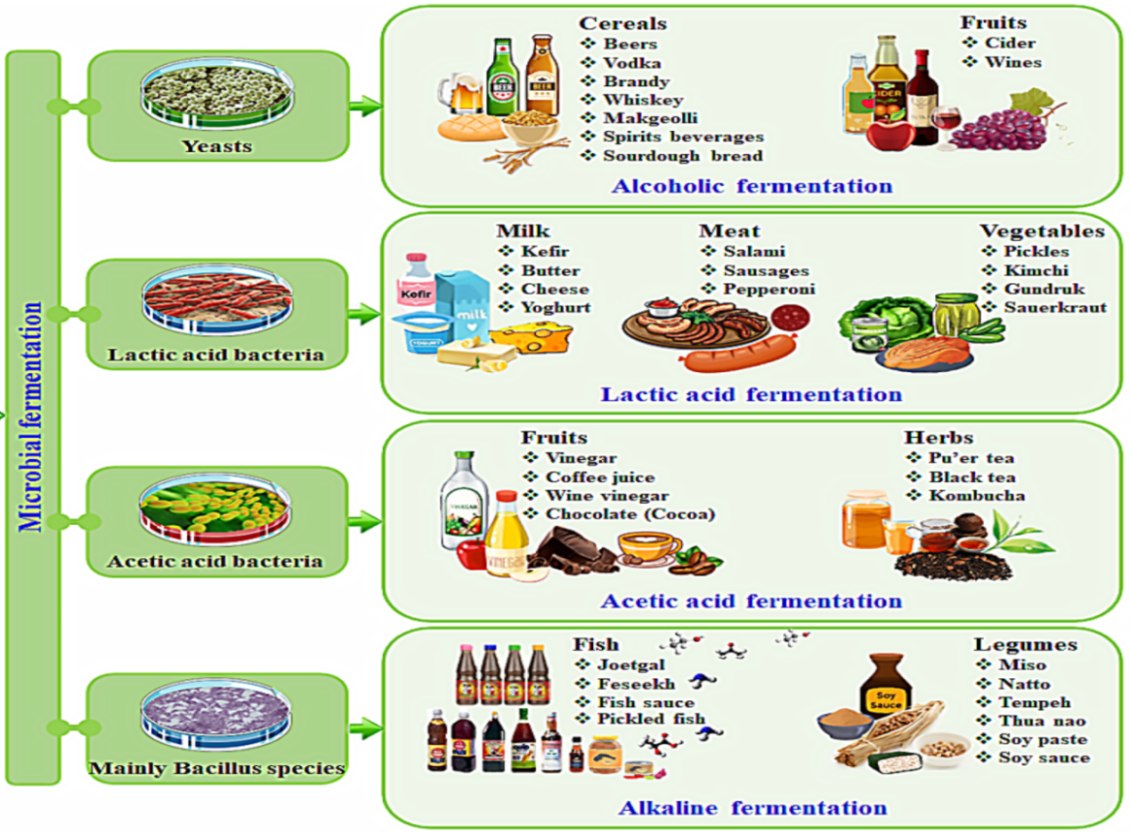 Microbial fermentation
Yeasts
Cereals
❖ Beers
❖ Vodka
❖ Brandy
❖ Whiskey
❖ Makgeolli
❖ Spirits beverages
❖ Sourdough bread
BEER
BEER
Fruits
❖ Cider
❖ Wines
CIDER
Alcoholic fermentation
Lactic acid bacteria
Milk
❖ Kefir
❖ Butter
❖ Cheese
❖ Yoghurt
Kefir
milk
YOGURT
Meat
❖ Salami
❖ Sausages
❖ Pepperoni
Vegetables
❖ Pickles
❖ Kimchi
❖ Gundruk
❖ Sauerkraut
Lactic acid fermentation
Acetic acid bacteria
Fruits
❖ Vinegar
❖ Coffee juice
❖ Wine vinegar
❖ Chocolate (Cocoa)
VINEGAR
VINEGAR
Herbs
❖ Pu'er tea
❖ Black tea
❖ Kombucha
Acetic acid fermentation
Mainly Bacillus species
Fish
❖ Joetgal
❖ Feseekh
❖ Fish sauce
❖ Pickled fish
Legumes
❖ Miso
❖ Natto
❖ Tempeh
❖ Thua nao
❖ Soy paste
❖ Soy sauce
Soy
Sauce
Alkaline fermentation